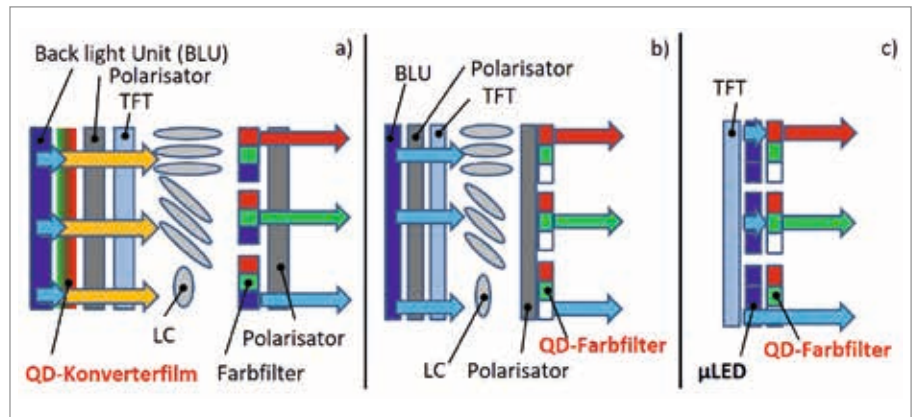 a)
Back light Unit (BLU)
Polarisator
TFT
LC
Polarisator
QD-Konverterfilm
Farbfilter
b)
BLU
Polarisator
TFT
QD-Farbfilter
LC
Polarisator
c)
TFT
QD-Farbfilter
µLED